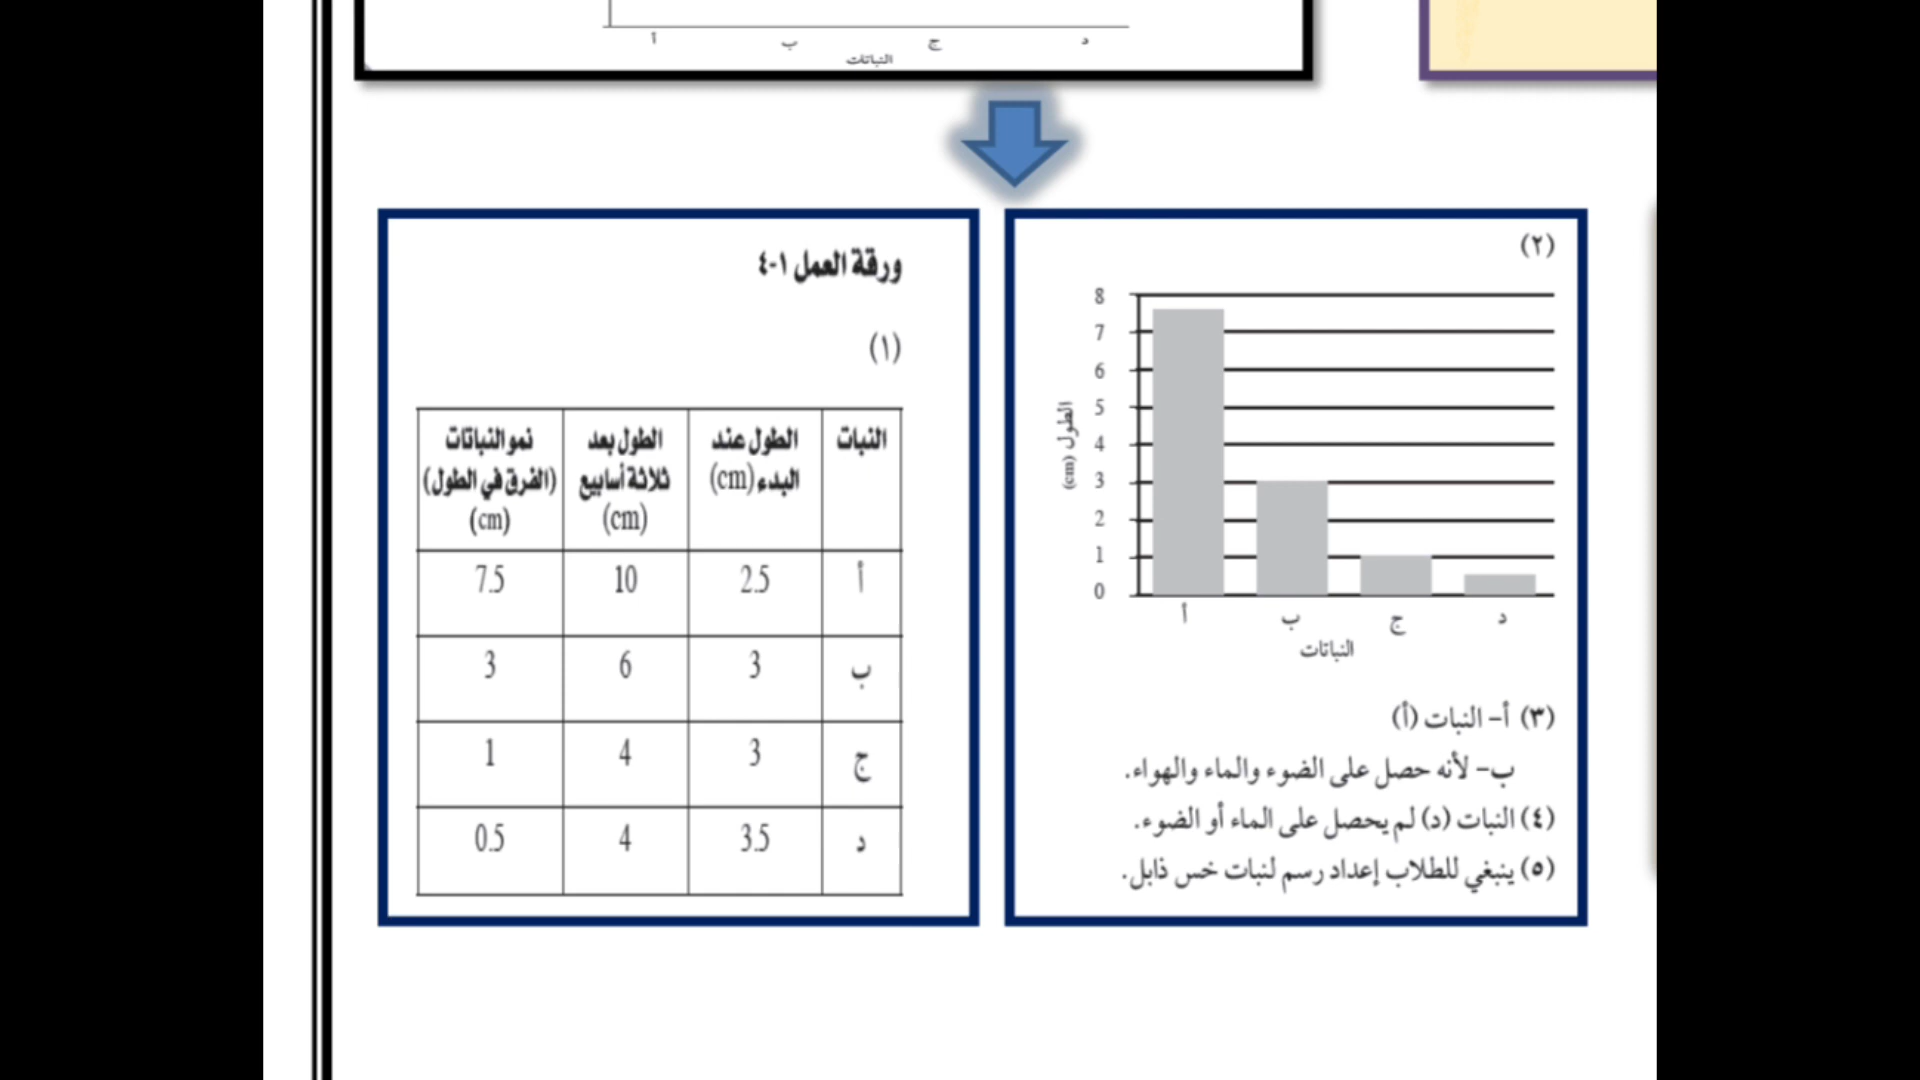 أ ب ج د
النباتات
ورقة العمل ١-٤
(١)
النبات | الطول عند البدء (cm) | الطول بعد ثلاثة أسابيع (cm) | نمو النباتات (الفرق في الطول) (cm)
أ | 2.5 | 10 | 7.5
ب | 3 | 6 | 3
ج | 3 | 4 | 1
د | 3.5 | 4 | 0.5
(٢)
8
7
6
5
4
3
2
1
0
الطول (cm)
أ ب ج د
النباتات
(٣) أ- النبات (أ)
ب- لأنه حصل على الضوء والماء والهواء.
(٤) النبات (د) لم يحصل على الماء أو الضوء.
(٥) ينبغي للطلاب إعداد رسم لنبات خس ذابل.